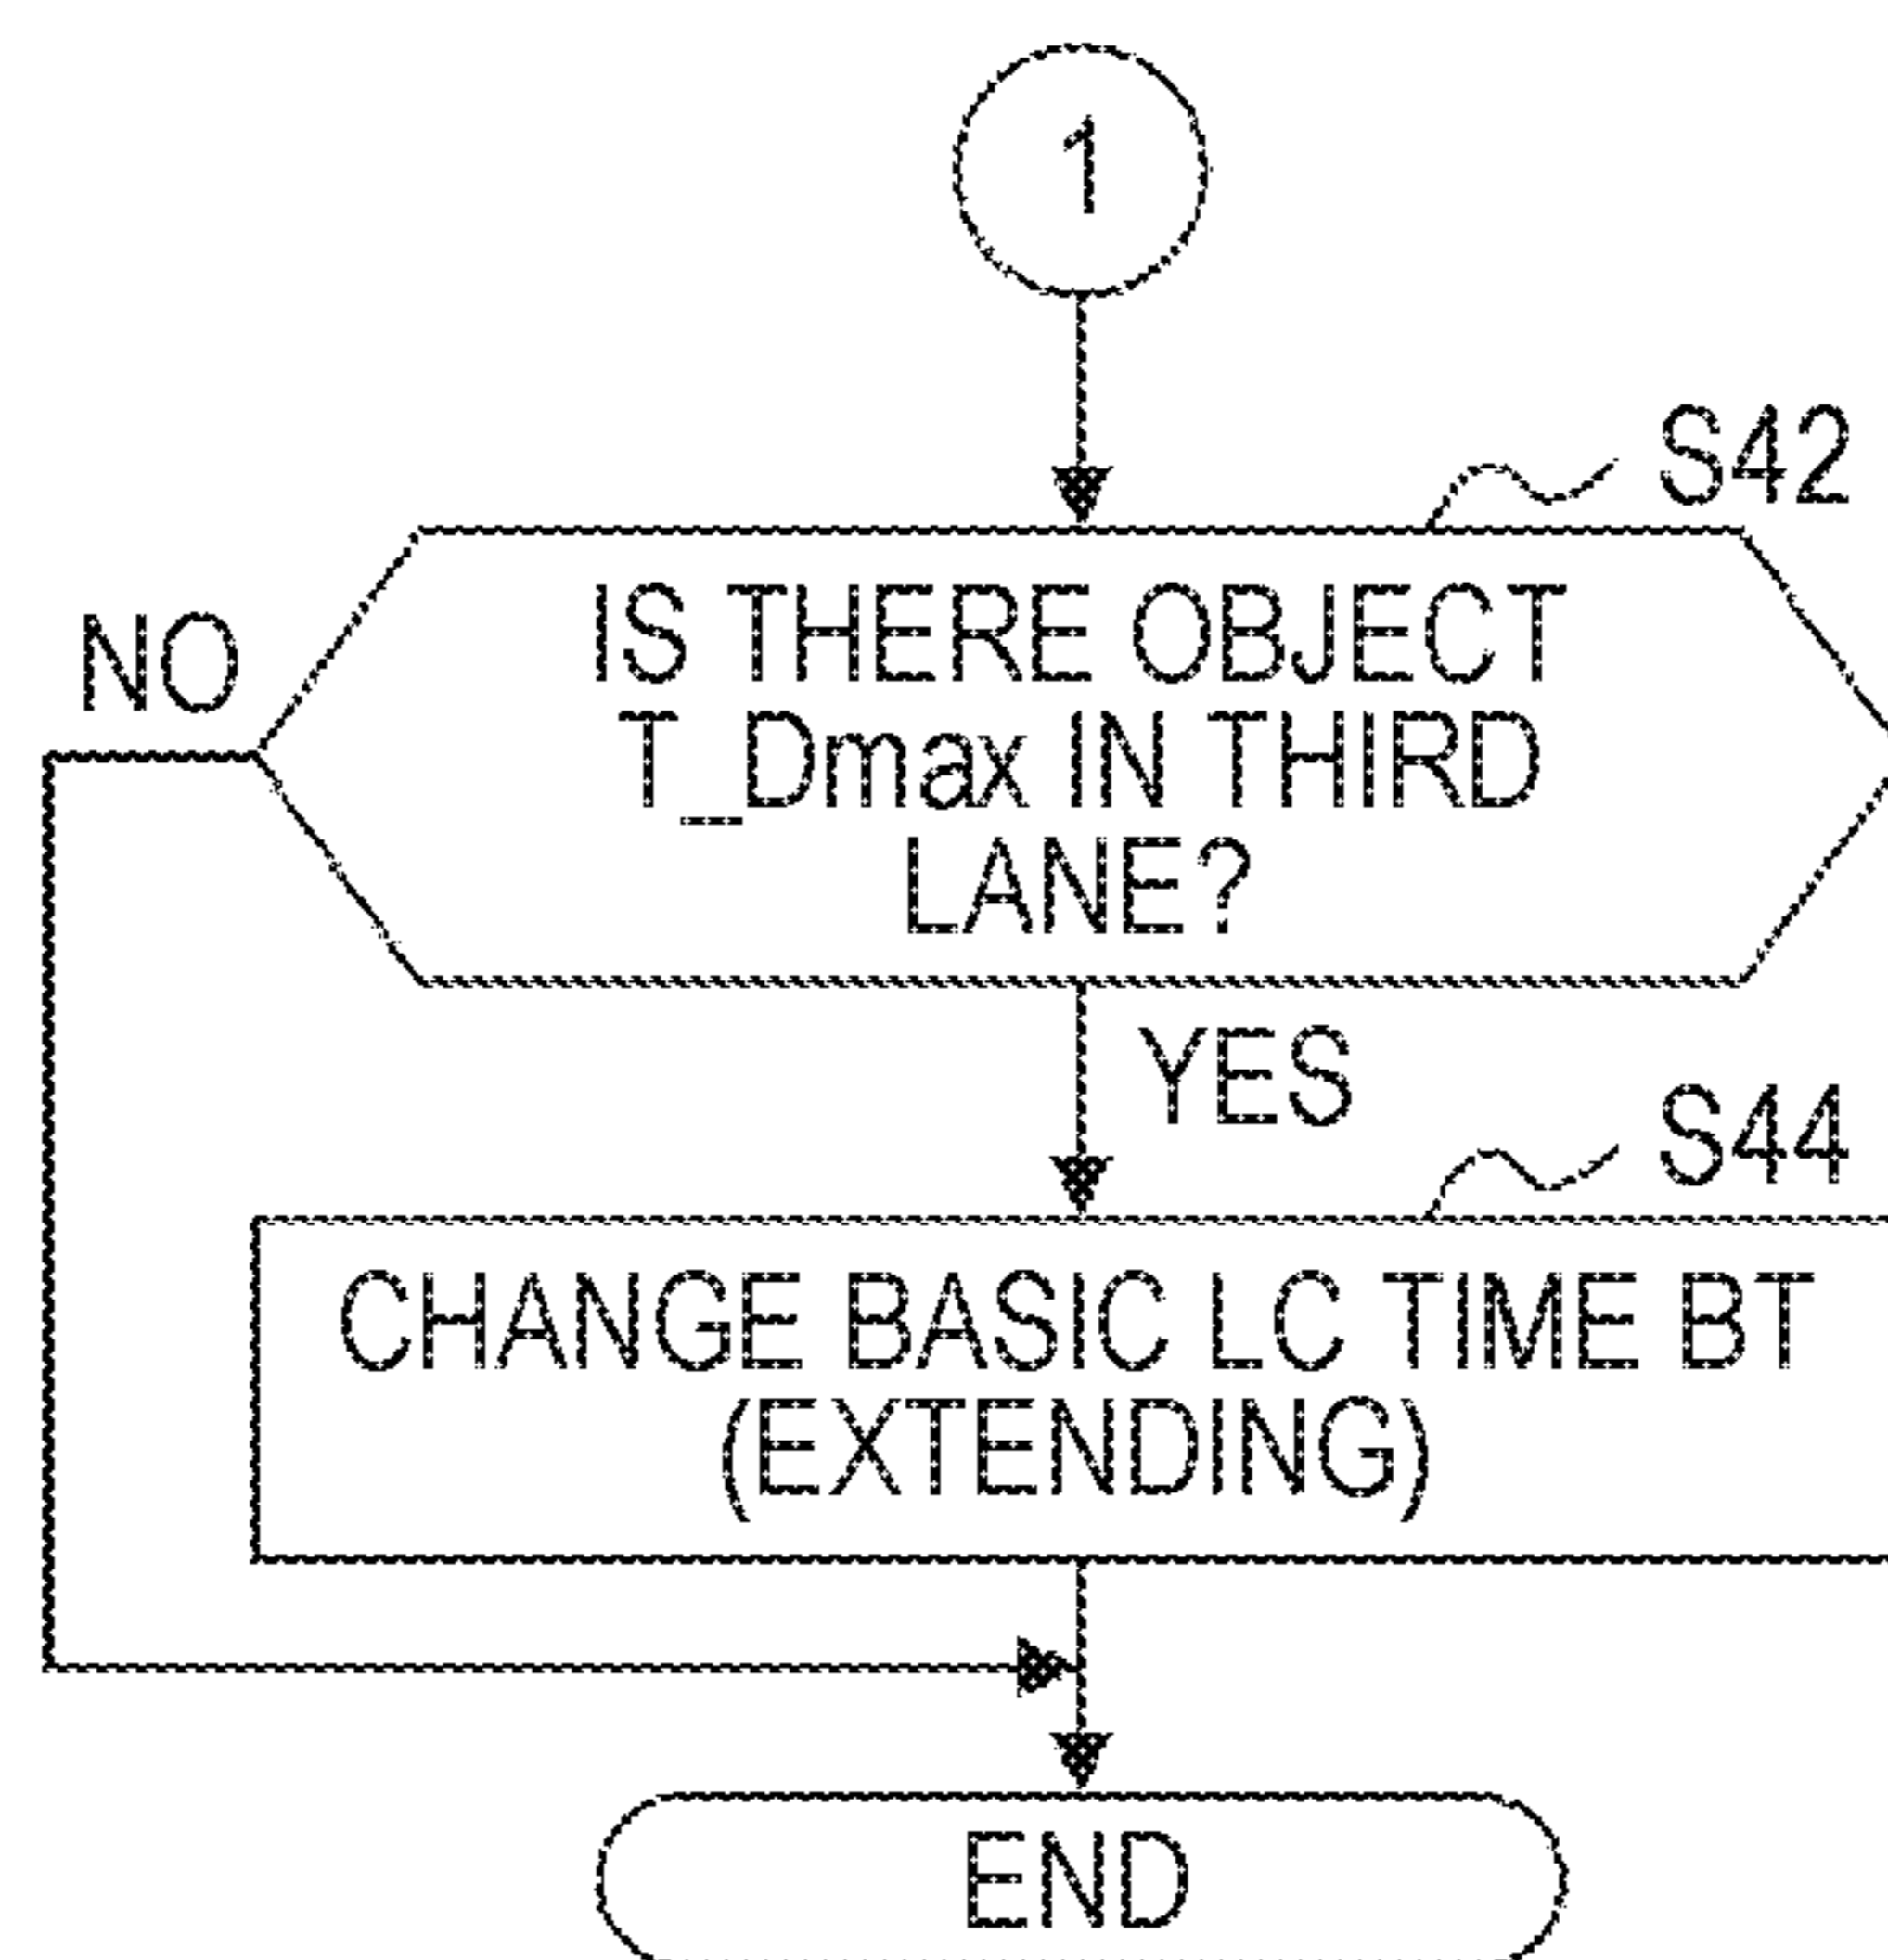 1
S42
NO
IS THERE OBJECT
T_Dmax IN THIRD
LANE?
YES
S44
CHANGE BASIC LC TIME BT
(EXTENDING)
END